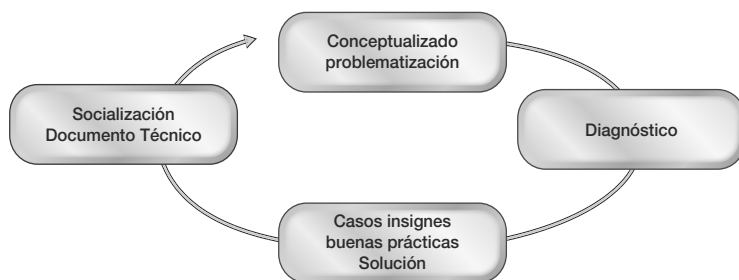 Conceptualizado
problematización
Socialización
Documento Técnico
Diagnóstico
Casos insignes
buenas prácticas
Solución